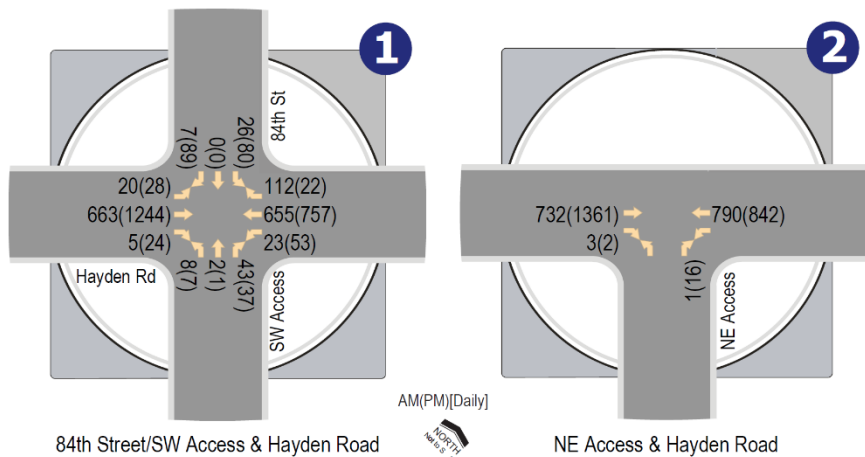 1
84th St
7(89)
0(0)
26(80)
20(28)
112(22)
663(1244)
655(757)
5(24)
23(53)
Hayden Rd
8(7)
2(1)
43(37)
SW Access
84th Street/SW Access & Hayden Road
AM(PM)[Daily]
NORTH
Not to S
2
732(1361)
790(842)
3(2)
1(16)
NE Access
NE Access & Hayden Road